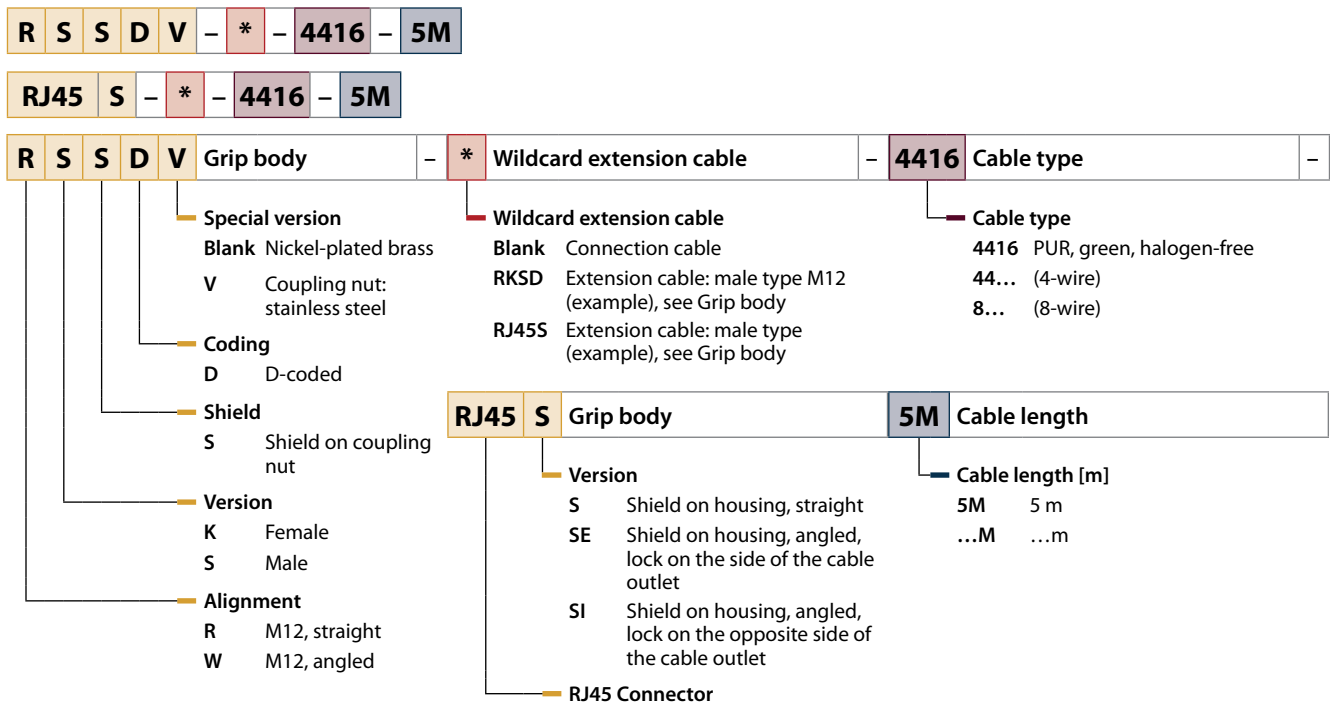 R S S D V – * – 4416 – 5M
RJ45 S – * – 4416 – 5M
R S S D V Grip body – * Wildcard extension cable – 4416 Cable type –
Special version
Blank Nickel-plated brass
V Coupling nut:
stainless steel
Coding
D D-coded
Shield
S Shield on coupling
nut
Version
K Female
S Male
Alignment
R M12, straight
W M12, angled
Wildcard extension cable
Blank Connection cable
RKSD Extension cable: male type M12
(example), see Grip body
RJ45S Extension cable: male type
(example), see Grip body
Cable type
4416 PUR, green, halogen-free
44… (4-wire)
8… (8-wire)
RJ45 S Grip body
5M Cable length
Version
S Shield on housing, straight
SE Shield on housing, angled,
lock on the side of the cable
outlet
SI Shield on housing, angled,
lock on the opposite side of
the cable outlet
RJ45 Connector
Cable length [m]
5M 5 m
…M …m